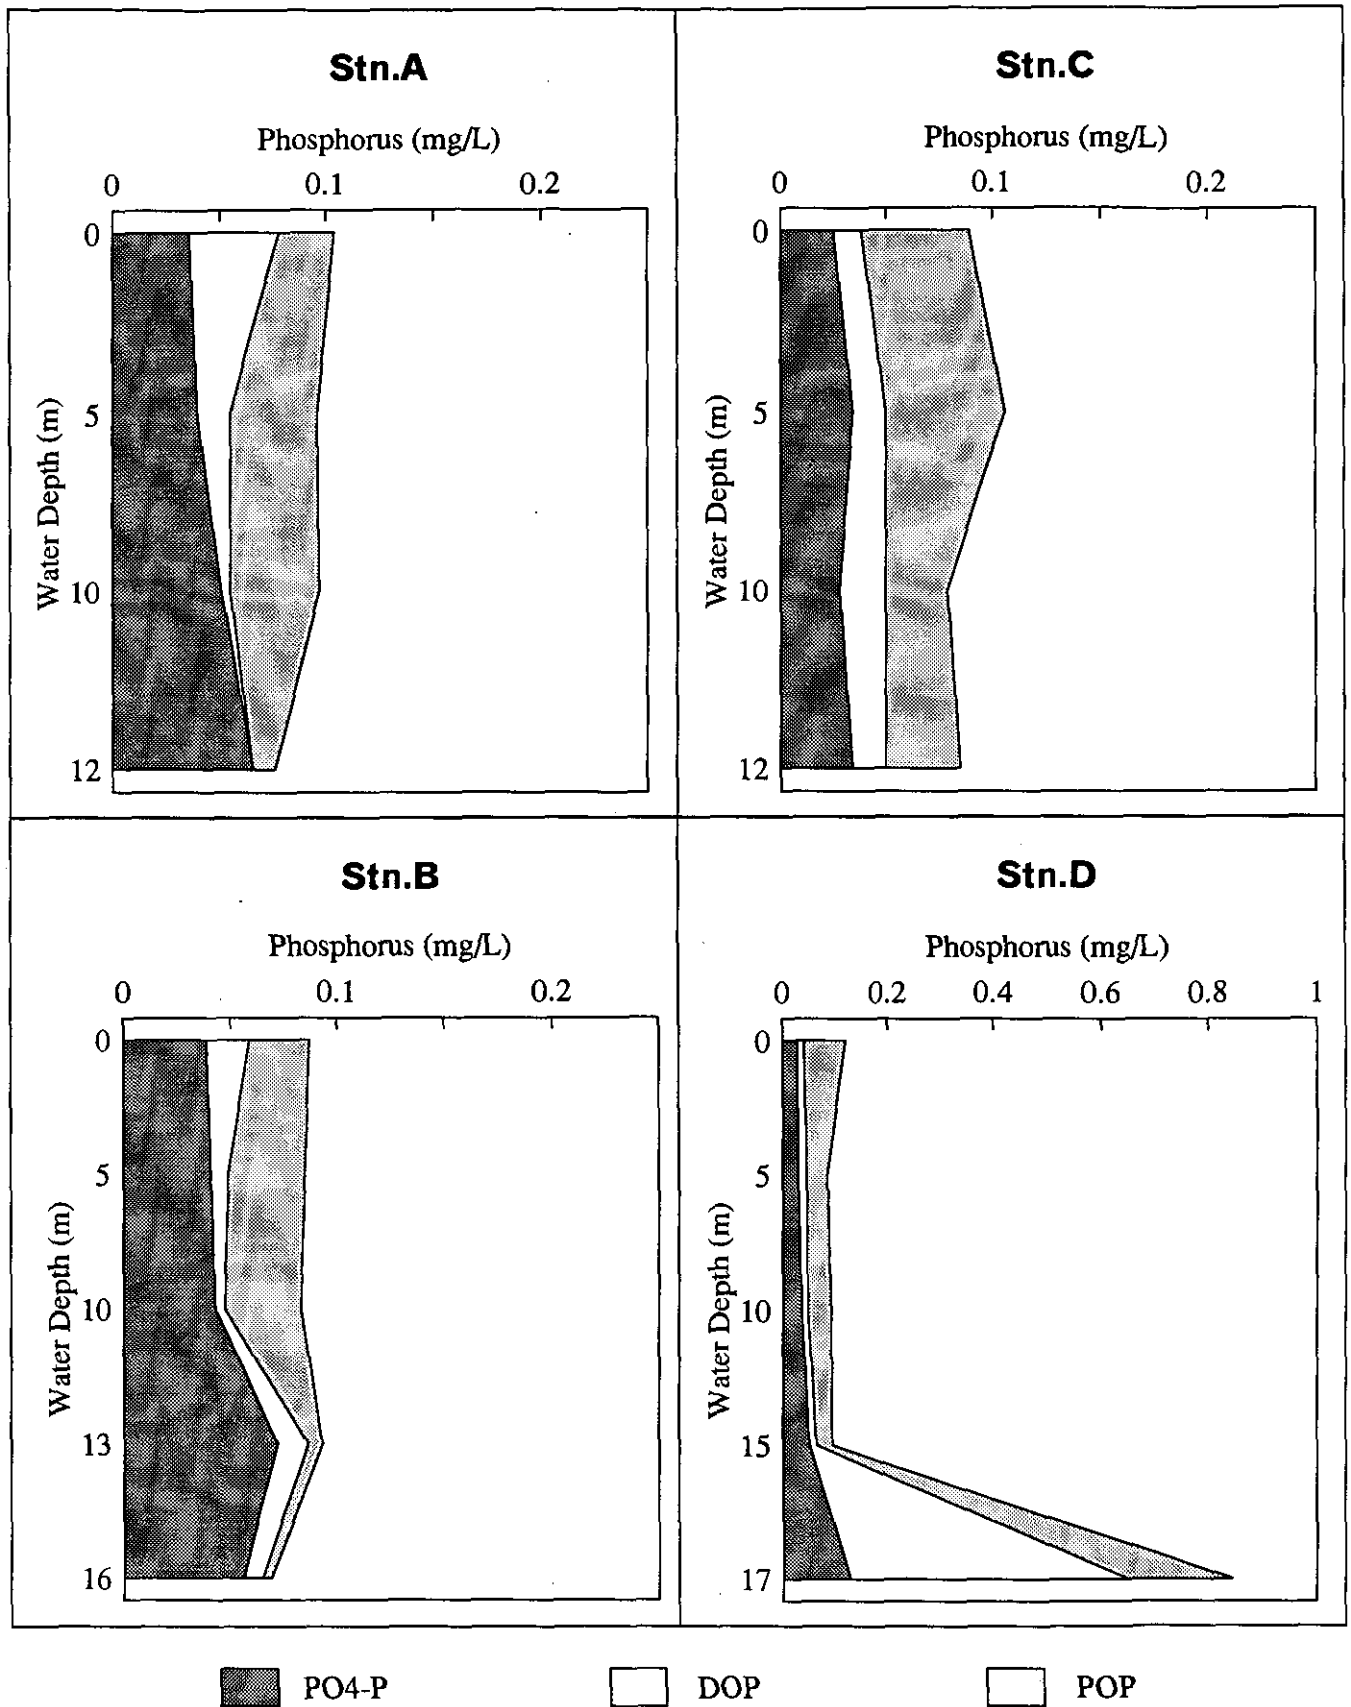 Stn.A
Phosphorus (mg/L)
0 0.1 0.2
Water Depth (m)
0
5
10
12
Stn.C
Phosphorus (mg/L)
0 0.1 0.2
Water Depth (m)
0
5
10
12
Stn.B
Phosphorus (mg/L)
0 0.1 0.2
Water Depth (m)
0
5
10
13
16
Stn.D
Phosphorus (mg/L)
0 0.2 0.4 0.6 0.8 1
Water Depth (m)
0
5
10
15
17
PO4-P DOP POP